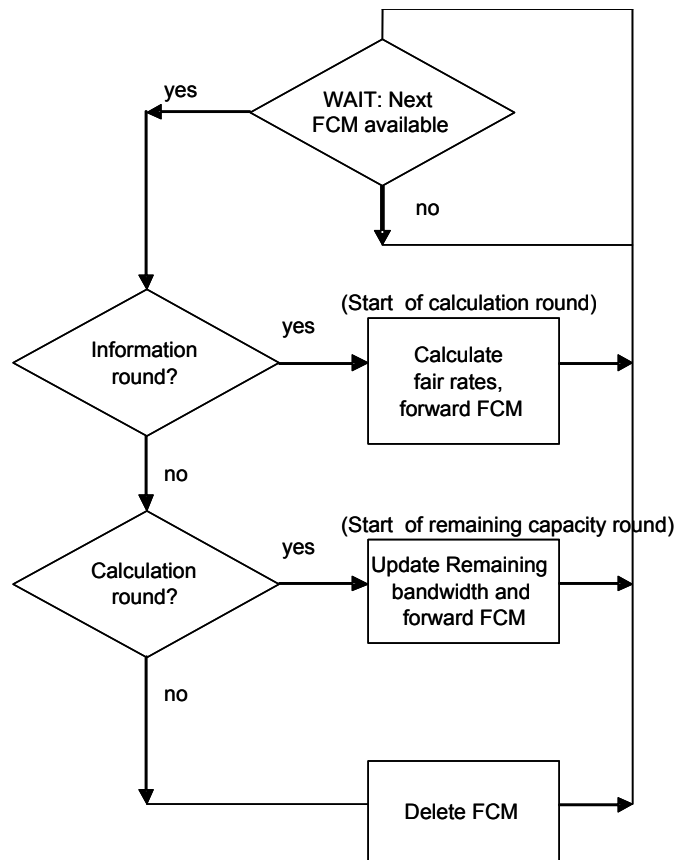 WAIT: Next
FCM available
yes
no
(Start of calculation round)
Information
round?
yes
Calculate
fair rates,
forward FCM
no
(Start of remaining capacity round)
Calculation
round?
yes
Update Remaining
bandwidth and
forward FCM
no
Delete FCM